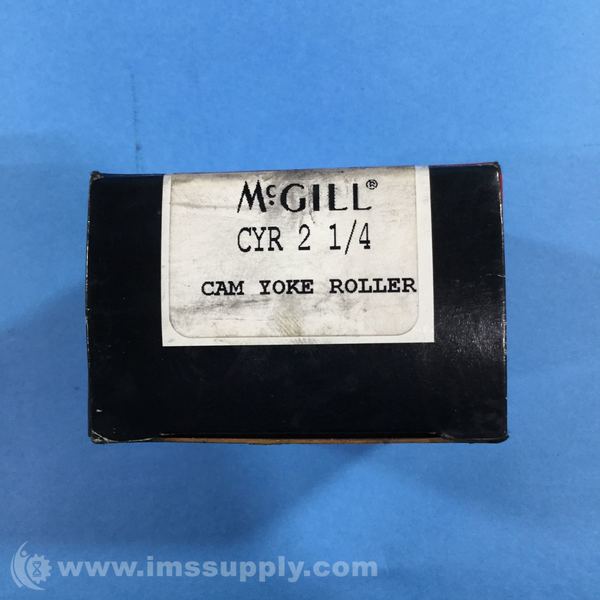 McGILL®
CYR 2 1/4
CAM YOKE ROLLER
www.imssupply.com